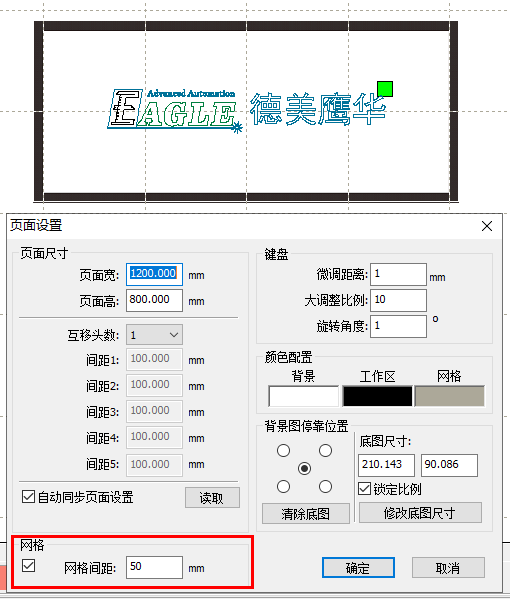 Advanced Automation
EAGLE 德美鹰华
页面设置
页面尺寸
页面宽: 1200.000 mm
页面高: 800.000 mm
互移头数: 1
间距1: 100.000 mm
间距2: 100.000 mm
间距3: 100.000 mm
间距4: 100.000 mm
间距5: 100.000 mm
自动同步页面设置 读取
网格
网格间距: 50 mm
键盘
微调距离: 1 mm
大调整比例: 10
旋转角度: 1 °
颜色配置
背景 工作区 网格
背景图停靠位置
底图尺寸:
210.143 90.086
锁定比例
清除底图 修改底图尺寸
确定 取消